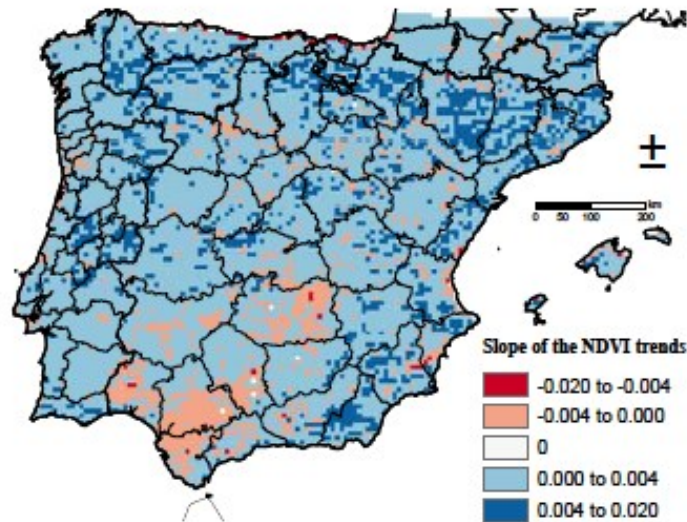 ±
km
0 50 100 200
Slope of the NDVI trends
-0.020 to -0.004
-0.004 to 0.000
0
0.000 to 0.004
0.004 to 0.020